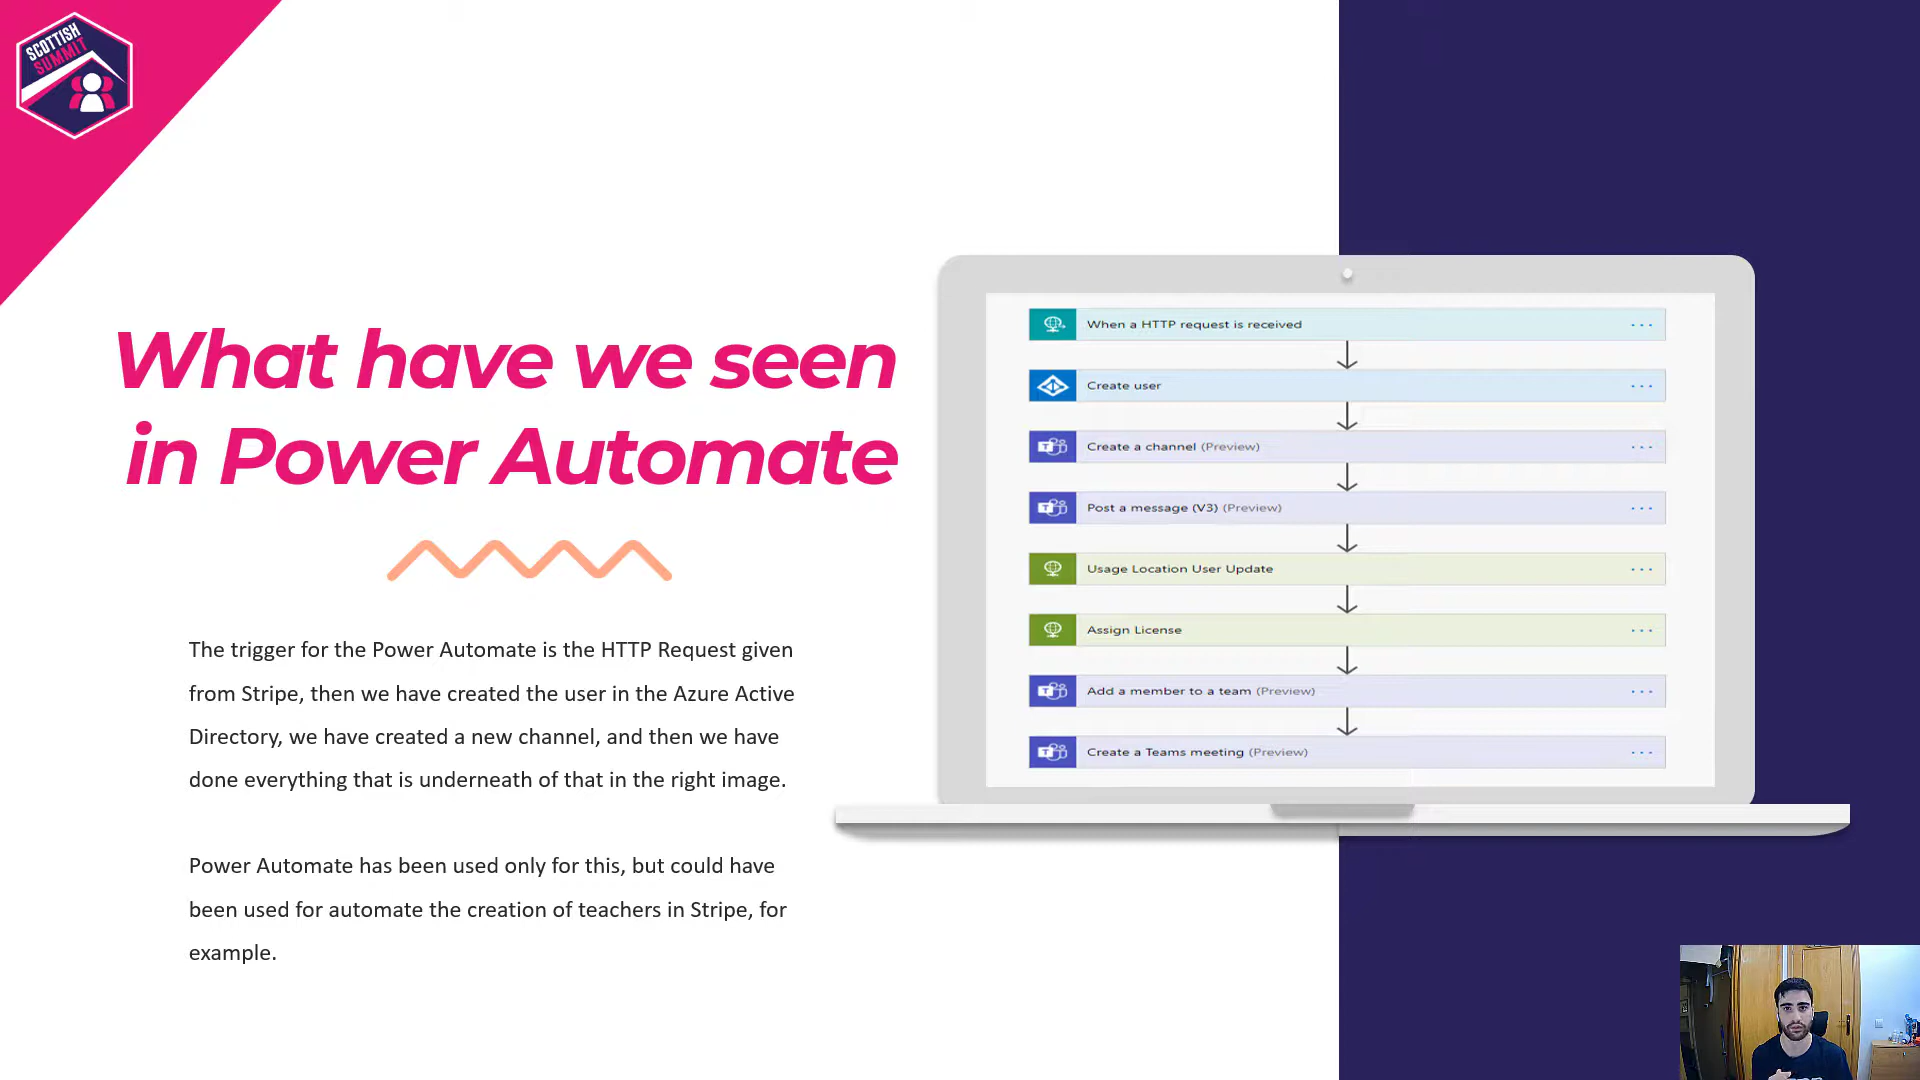 SCOTTISH
SUMMIT
What have we seen
in Power Automate
The trigger for the Power Automate is the HTTP Request given
from Stripe, then we have created the user in the Azure Active
Directory, we have created a new channel, and then we have
done everything that is underneath of that in the right image.
Power Automate has been used only for this, but could have
been used for automate the creation of teachers in Stripe, for
example.
When a HTTP request is received
Create user
Create a channel (Preview)
Post a message (V3) (Preview)
Usage Location User Update
Assign License
Add a member to a team (Preview)
Create a Teams meeting (Preview)